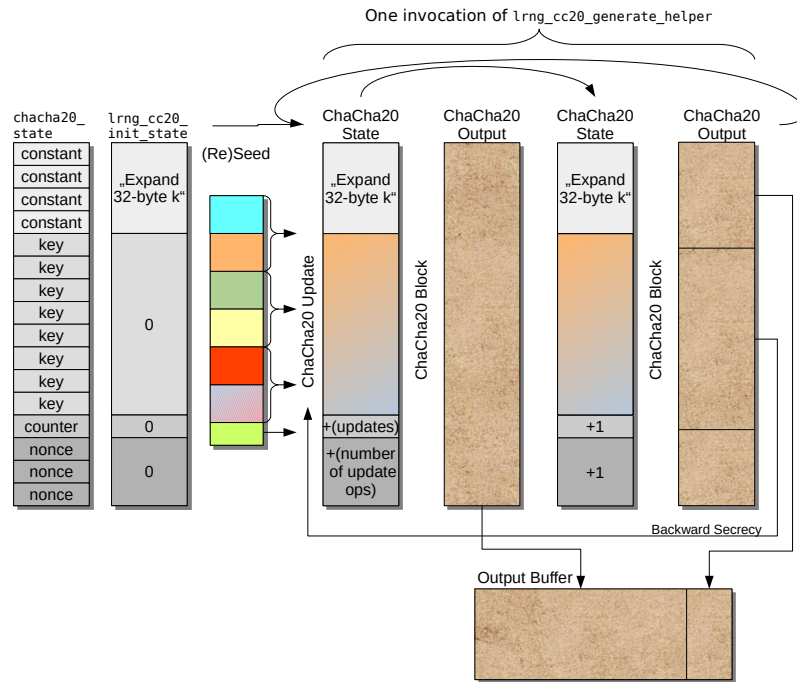 One invocation of lrng_cc20_generate_helper
chacha20_
state
lrng_cc20_
init_state
(Re)Seed
ChaCha20
State
ChaCha20
Output
ChaCha20
State
ChaCha20
Output
constant
constant
constant
constant
key
key
key
key
key
key
key
key
counter
nonce
nonce
nonce
„Expand
32-byte k“
0
0
0
ChaCha20 Update
„Expand
32-byte k“
+(updates)
+(number
of update
ops)
ChaCha20 Block
„Expand
32-byte k“
+1
+1
ChaCha20 Block
Backward Secrecy
Output Buffer